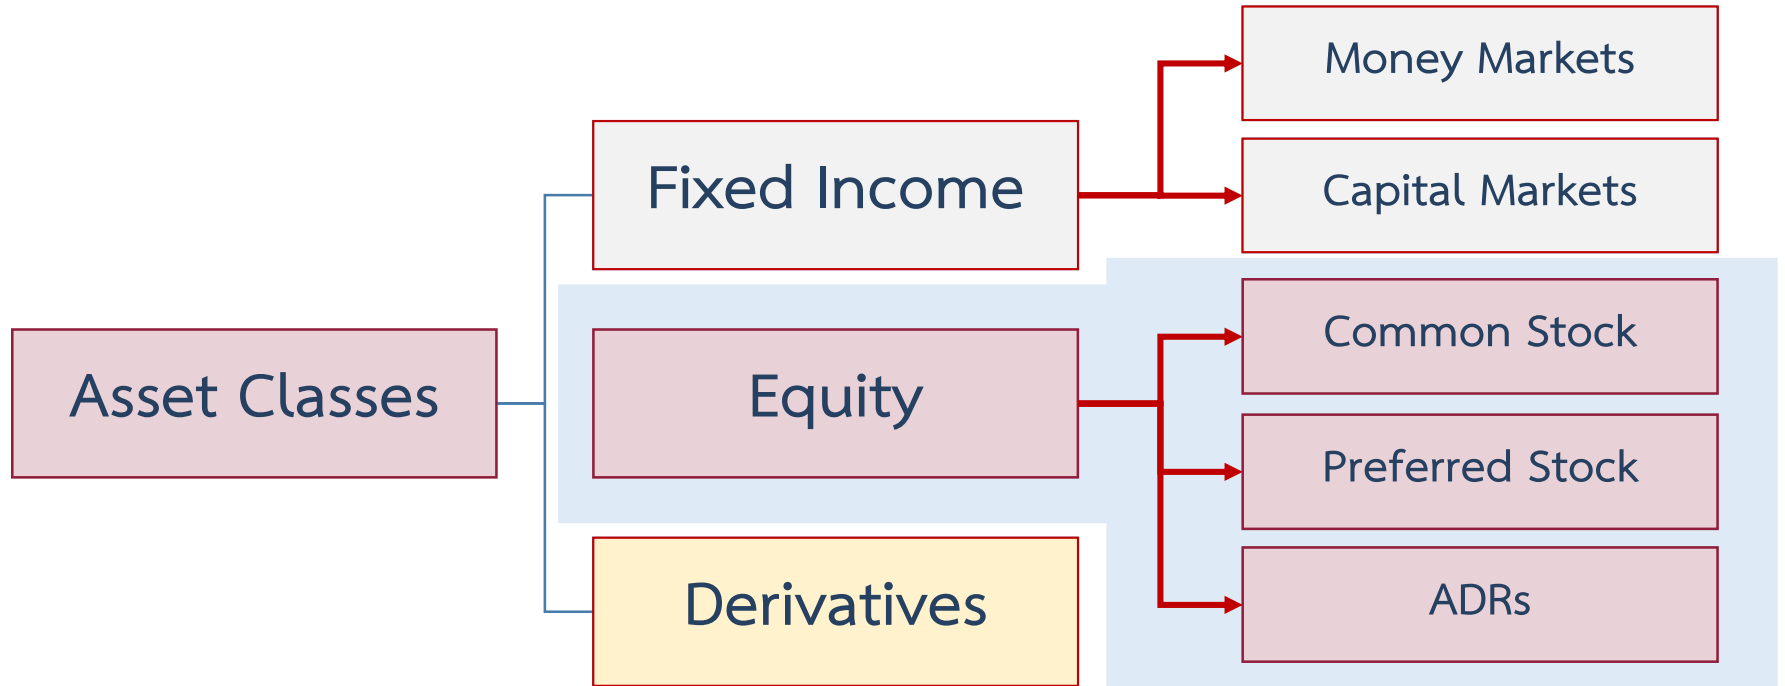 Asset Classes
Fixed Income
Money Markets
Capital Markets
Equity
Common Stock
Preferred Stock
ADRs
Derivatives